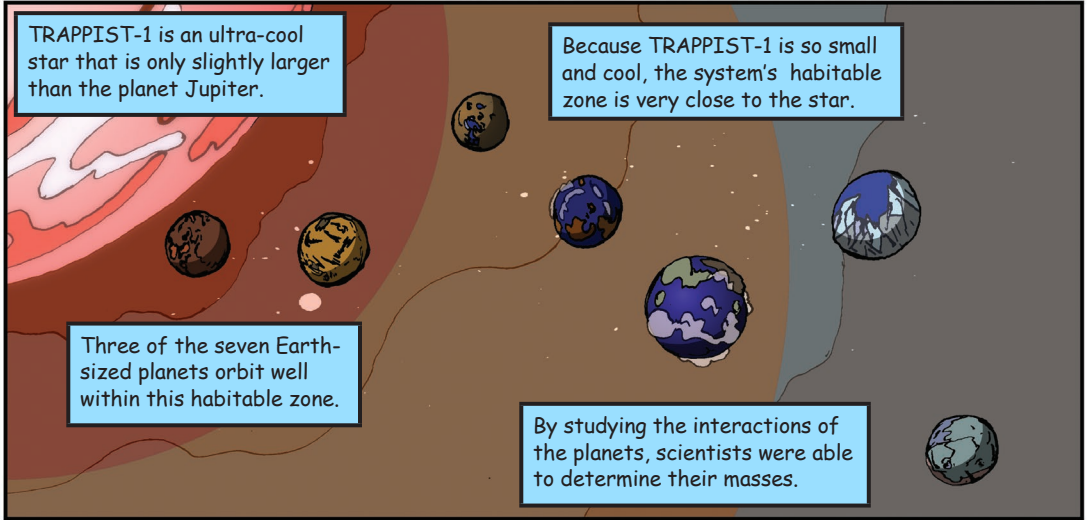 TRAPPIST-1 is an ultra-cool
star that is only slightly larger
than the planet Jupiter.
Because TRAPPIST-1 is so small
and cool, the system's habitable
zone is very close to the star.
Three of the seven Earth-
sized planets orbit well
within this habitable zone.
By studying the interactions of
the planets, scientists were able
to determine their masses.